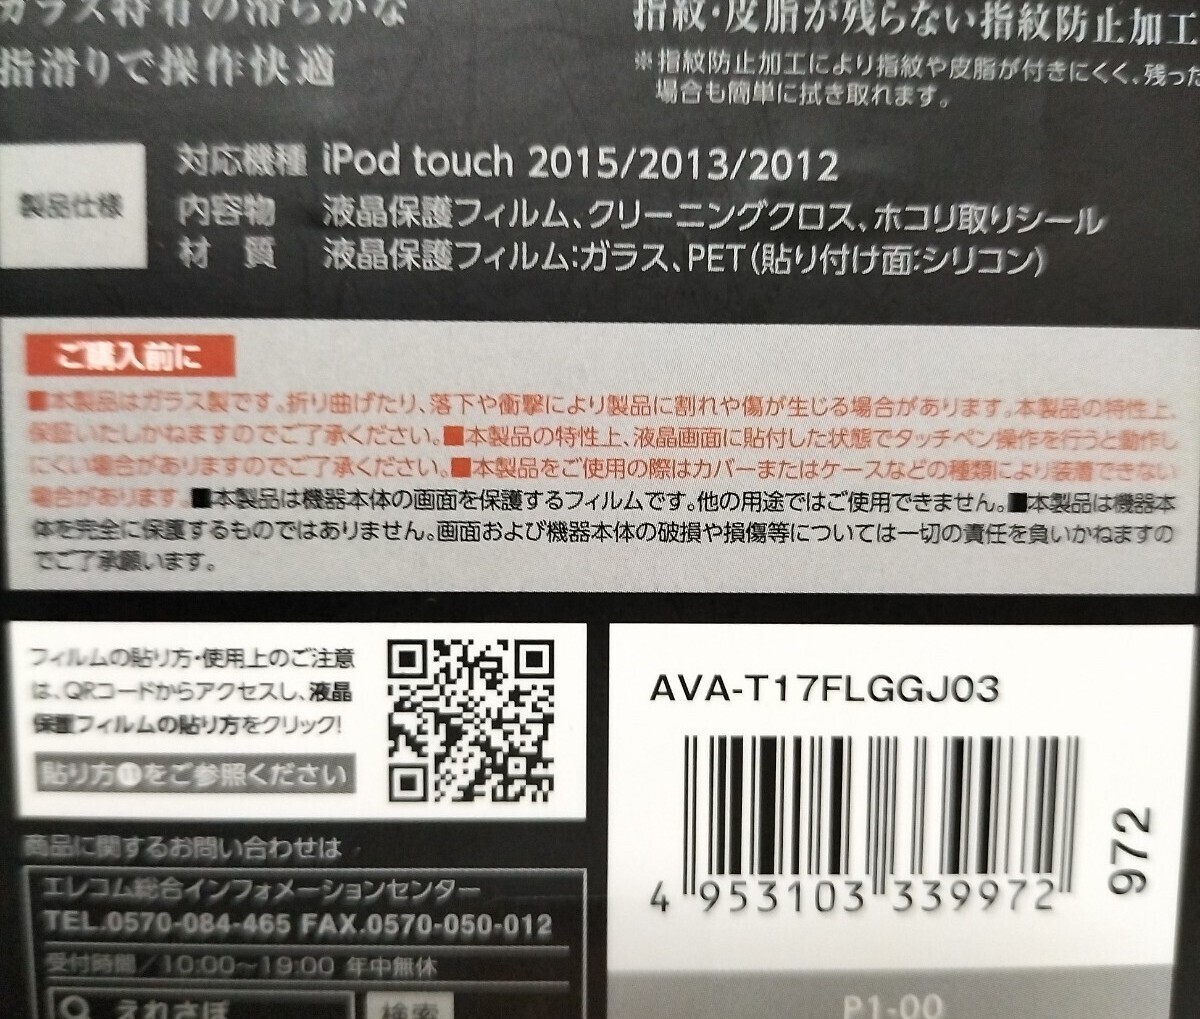 ガラス特有の滑らかな
指滑りで操作快適
指紋・皮脂が残らない指紋防止加工
※指紋防止加工により指紋や皮脂が付きにくく、残った
場合も簡単に拭き取れます。
製品仕様
対応機種 iPod touch 2015/2013/2012
内容物 液晶保護フィルム、クリーニングクロス、ホコリ取りシール
材 質 液晶保護フィルム:ガラス、PET(貼り付け面:シリコン)
ご購入前に
■本製品はガラス製です。折り曲げたり、落下や衝撃により製品に割れや傷が生じる場合があります。本製品の特性上、
保証いたしかねますのでご了承ください。■本製品の特性上、液晶画面に貼付した状態でタッチペン操作を行うと動作し
にくい場合がありますのでご了承ください。■本製品をご使用の際はカバーまたはケースなどの種類により装着できない
場合があります。■本製品は機器本体の画面を保護するフィルムです。他の用途ではご使用できません。■本製品は機器本
体を完全に保護するものではありません。画面および機器本体の破損や損傷等については一切の責任を負いかねますの
でご了承願います。
フィルムの貼り方・使用上のご注意
は、QRコードからアクセスし、液晶
保護フィルムの貼り方をクリック!
貼り方⑪をご参照ください
商品に関するお問い合わせは
エレコム総合インフォメーションセンター
TEL.0570-084-465 FAX.0570-050-012
受付時間/10:00~19:00 年中無休
えれさぽ 検索
AVA-T17FLGGJ03
4 953103 339972
972
P1-00